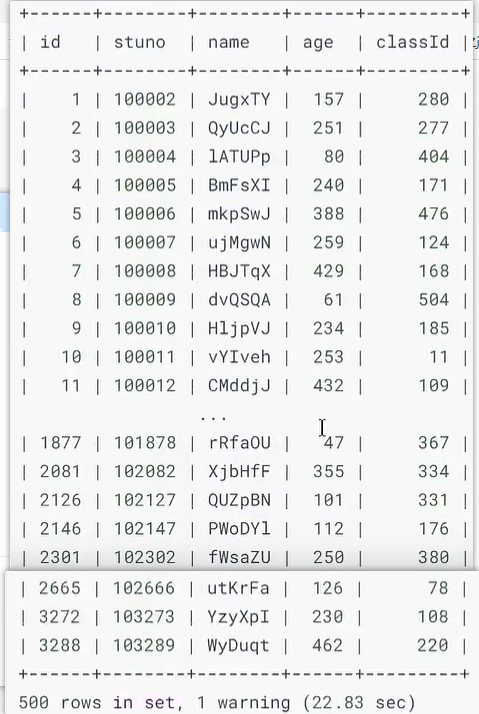 +------+--------+--------+------+---------+
| id   | stuno  | name   | age  | classId |
+------+--------+--------+------+---------+
|    1 | 100002 | JugxTY |  157 |     280 |
|    2 | 100003 | QyUcCJ |  251 |     277 |
|    3 | 100004 | lATUPp |   80 |     404 |
|    4 | 100005 | BmFsXI |  240 |     171 |
|    5 | 100006 | mkpSwJ |  388 |     476 |
|    6 | 100007 | ujMgwN |  259 |     124 |
|    7 | 100008 | HBJTqX |  429 |     168 |
|    8 | 100009 | dvQSQA |   61 |     504 |
|    9 | 100010 | HljpVJ |  234 |     185 |
|   10 | 100011 | vYIveh |  253 |      11 |
|   11 | 100012 | CMddjJ |  432 |     109 |
...
| 1877 | 101878 | rRfaOU |   47 |     367 |
| 2081 | 102082 | XjbHfF |  355 |     334 |
| 2126 | 102127 | QUZpBN |  101 |     331 |
| 2146 | 102147 | PWoDYl |  112 |     176 |
| 2301 | 102302 | fWsaZU |  250 |     380 |
| 2665 | 102666 | utKrFa |  126 |      78 |
| 3272 | 103273 | YzyXpI |  230 |     108 |
| 3288 | 103289 | WyDuqt |  462 |     220 |
+------+--------+--------+------+---------+
500 rows in set, 1 warning (22.83 sec)